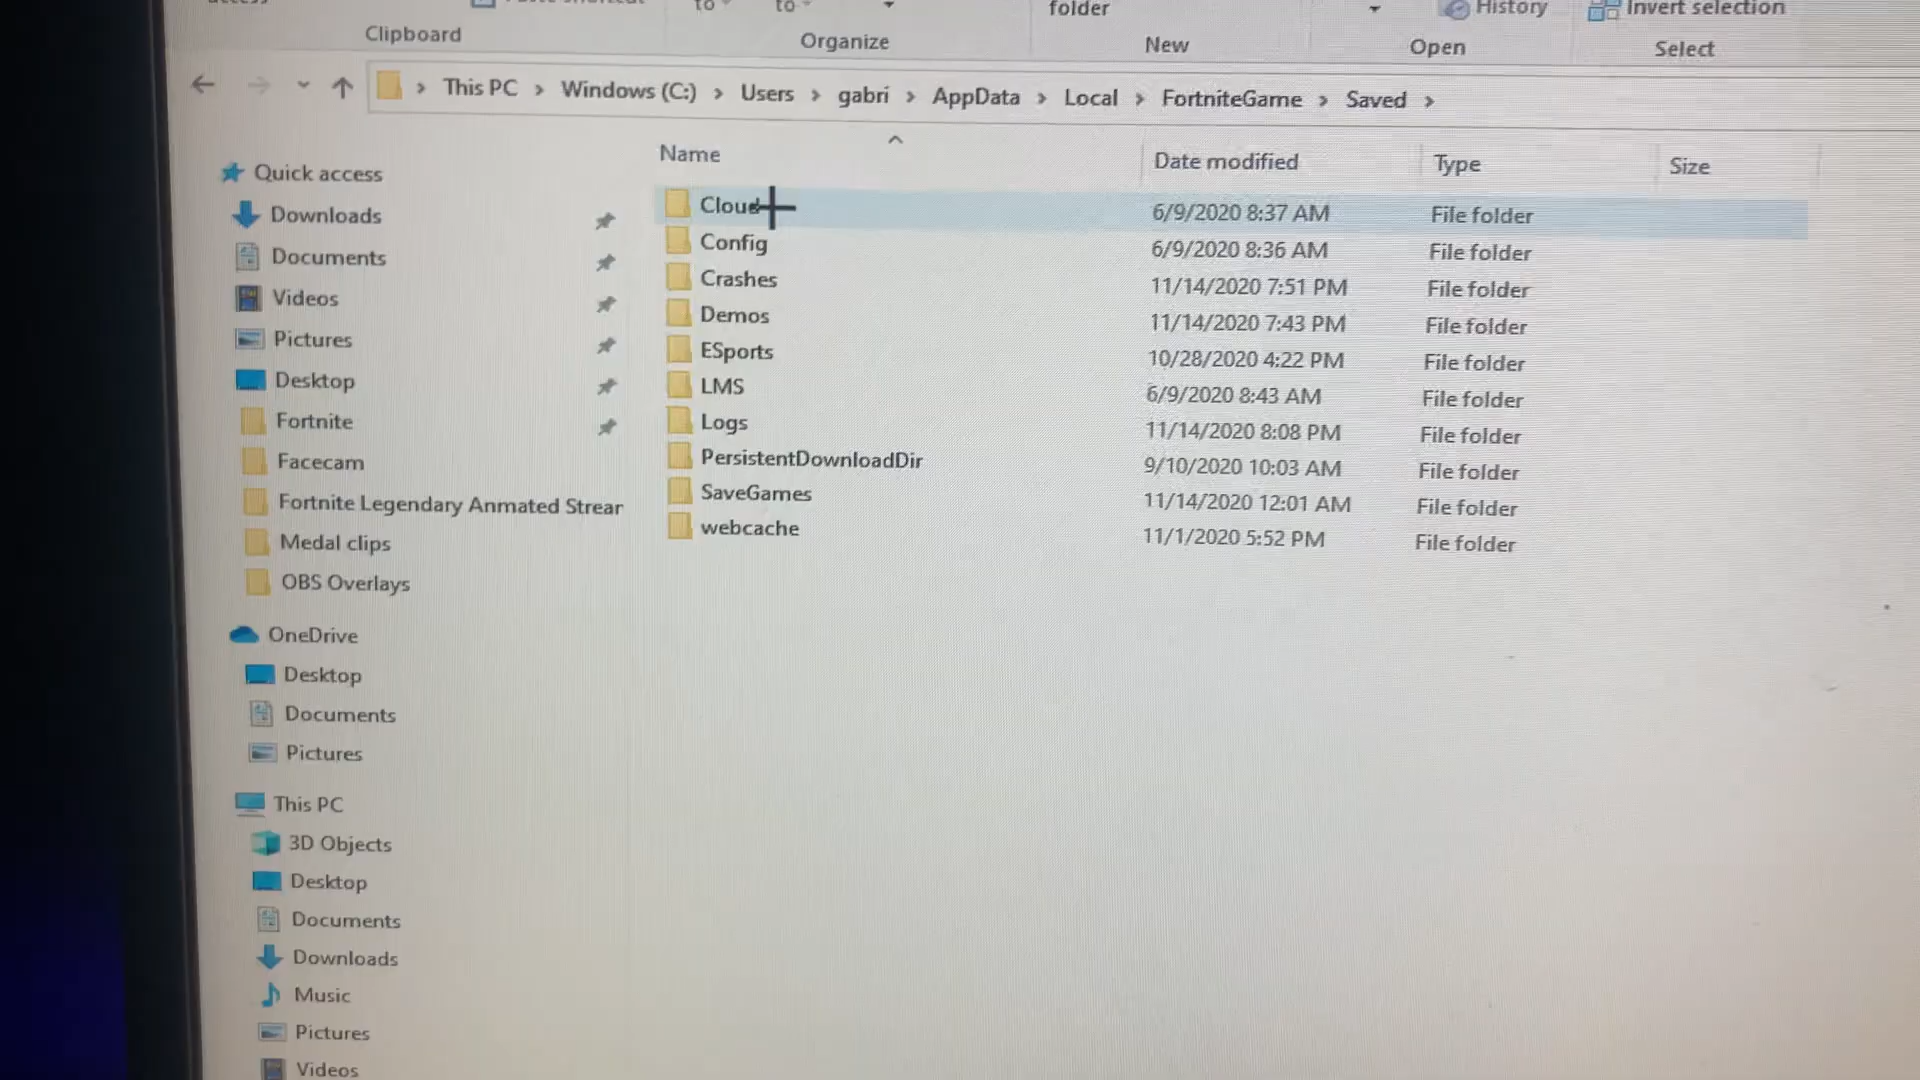 to to folder History Invert selection
Clipboard Organize New Open Select
This PC Windows (C:) Users gabri AppData Local FortniteGame Saved
Name Date modified Type Size
Quick access
Downloads
Documents
Videos
Pictures
Desktop
Fortnite
Facecam
Fortnite Legendary Anmated Strear
Medal clips
OBS Overlays
OneDrive
Desktop
Documents
Pictures
This PC
3D Objects
Desktop
Documents
Downloads
Music
Pictures
Videos
Cloud 6/9/2020 8:37 AM File folder
Config 6/9/2020 8:36 AM File folder
Crashes 11/14/2020 7:51 PM File folder
Demos 11/14/2020 7:43 PM File folder
ESports 10/28/2020 4:22 PM File folder
LMS 6/9/2020 8:43 AM File folder
Logs 11/14/2020 8:08 PM File folder
PersistentDownloadDir 9/10/2020 10:03 AM File folder
SaveGames 11/14/2020 12:01 AM File folder
webcache 11/1/2020 5:52 PM File folder